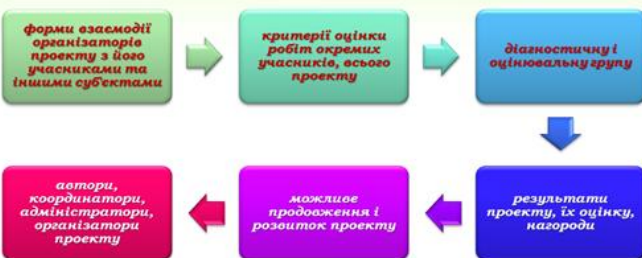 форми взаємодії
організаторів
проекту з його
учасниками та
іншими суб'єктами
критерії оцінки
робіт окремих
учасників, всього
проекту
діагностичну і
оцінювальну групу
результати
проекту, їх оцінку,
нагороди
можливе
продовження і
розвиток проекту
автори,
координатори,
адміністратори,
організатори
проекту